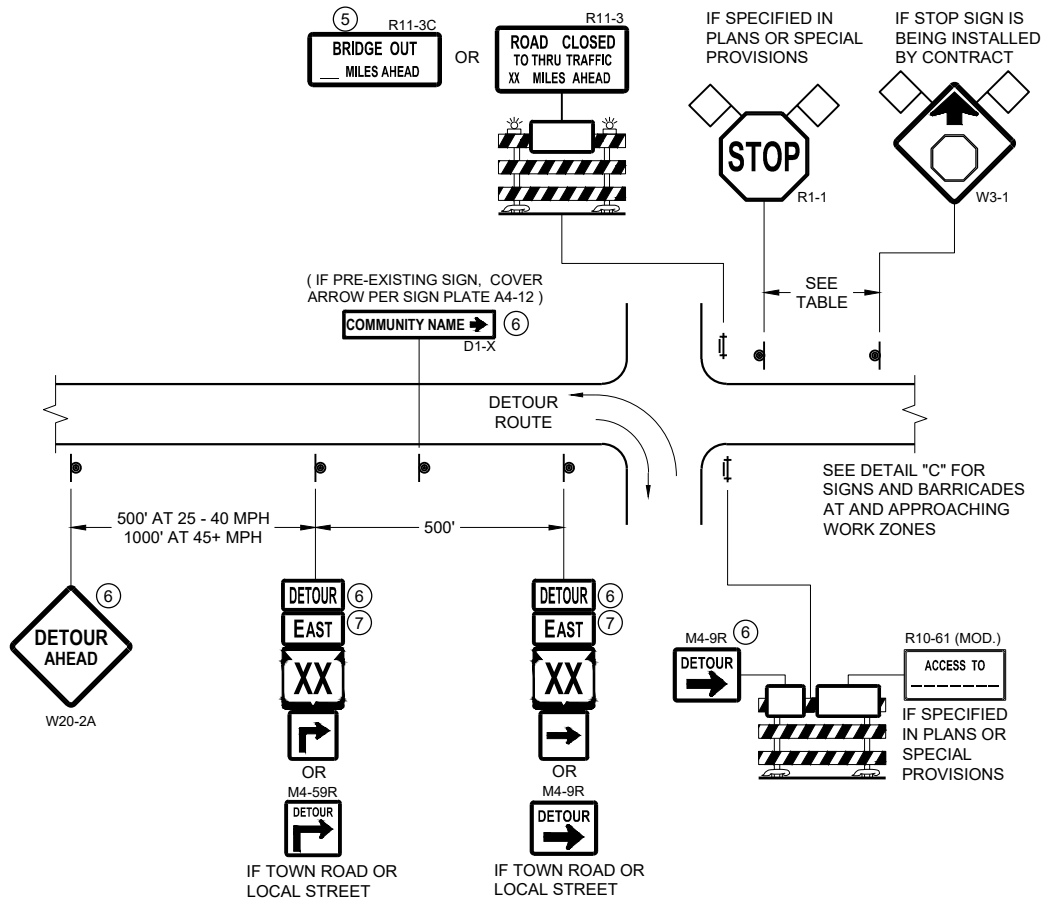 5
R11-3C
BRIDGE OUT
___ MILES AHEAD
OR
R11-3
ROAD CLOSED
TO THRU TRAFFIC
XX MILES AHEAD
IF SPECIFIED IN
PLANS OR SPECIAL
PROVISIONS
IF STOP SIGN IS
BEING INSTALLED
BY CONTRACT
STOP
R1-1
W3-1
SEE
TABLE
( IF PRE-EXISTING SIGN, COVER
ARROW PER SIGN PLATE A4-12 )
COMMUNITY NAME
6
D1-X
DETOUR
ROUTE
SEE DETAIL "C" FOR
SIGNS AND BARRICADES
AT AND APPROACHING
WORK ZONES
500' AT 25 - 40 MPH
1000' AT 45+ MPH
500'
6
DETOUR
AHEAD
W20-2A
DETOUR
6
EAST
7
XX
OR
M4-59R
DETOUR
IF TOWN ROAD OR
LOCAL STREET
DETOUR
6
EAST
7
XX
OR
M4-9R
DETOUR
IF TOWN ROAD OR
LOCAL STREET
M4-9R
6
DETOUR
R10-61 (MOD.)
ACCESS TO
_ _ _ _ _ _ _
IF SPECIFIED
IN PLANS OR
SPECIAL
PROVISIONS